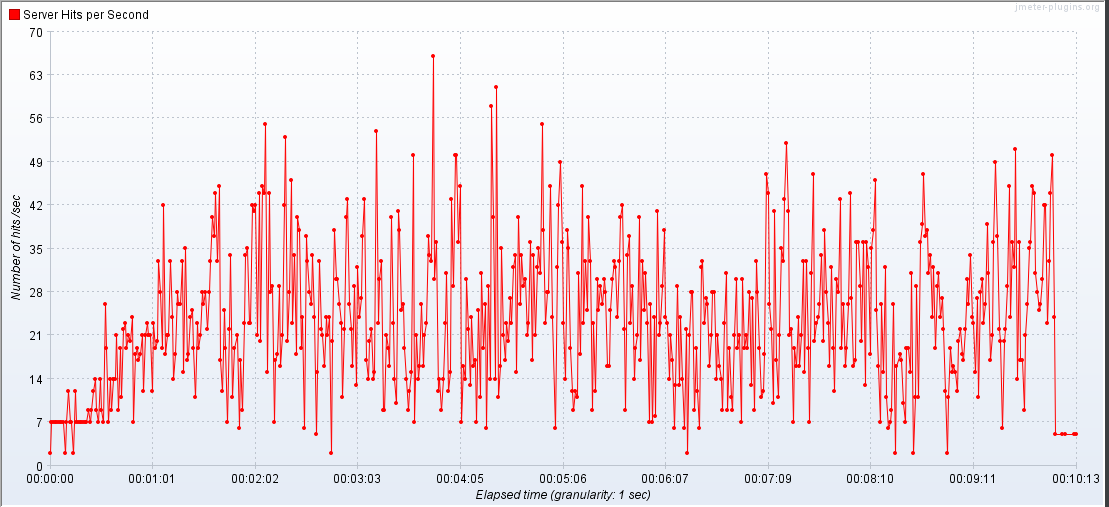 Server Hits per Second
jmeter-plugins.org
70
63
56
49
42
35
28
21
14
7
0
Number of hits /sec
00:00:00 00:01:01 00:02:02 00:03:03 00:04:05 00:05:06 00:06:07 00:07:09 00:08:10 00:09:11 00:10:13
Elapsed time (granularity: 1 sec)